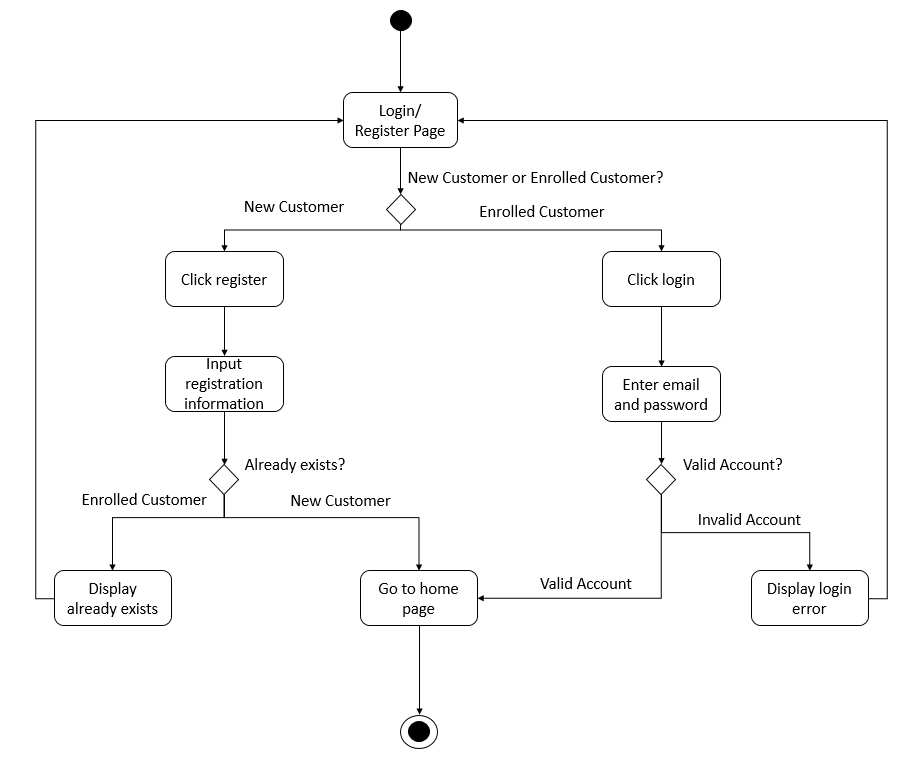 Login/
Register Page
New Customer or Enrolled Customer?
New Customer
Enrolled Customer
Click register
Click login
Input
registration
information
Enter email
and password
Already exists?
Valid Account?
Enrolled Customer
New Customer
Invalid Account
Display
already exists
Go to home
page
Valid Account
Display login
error